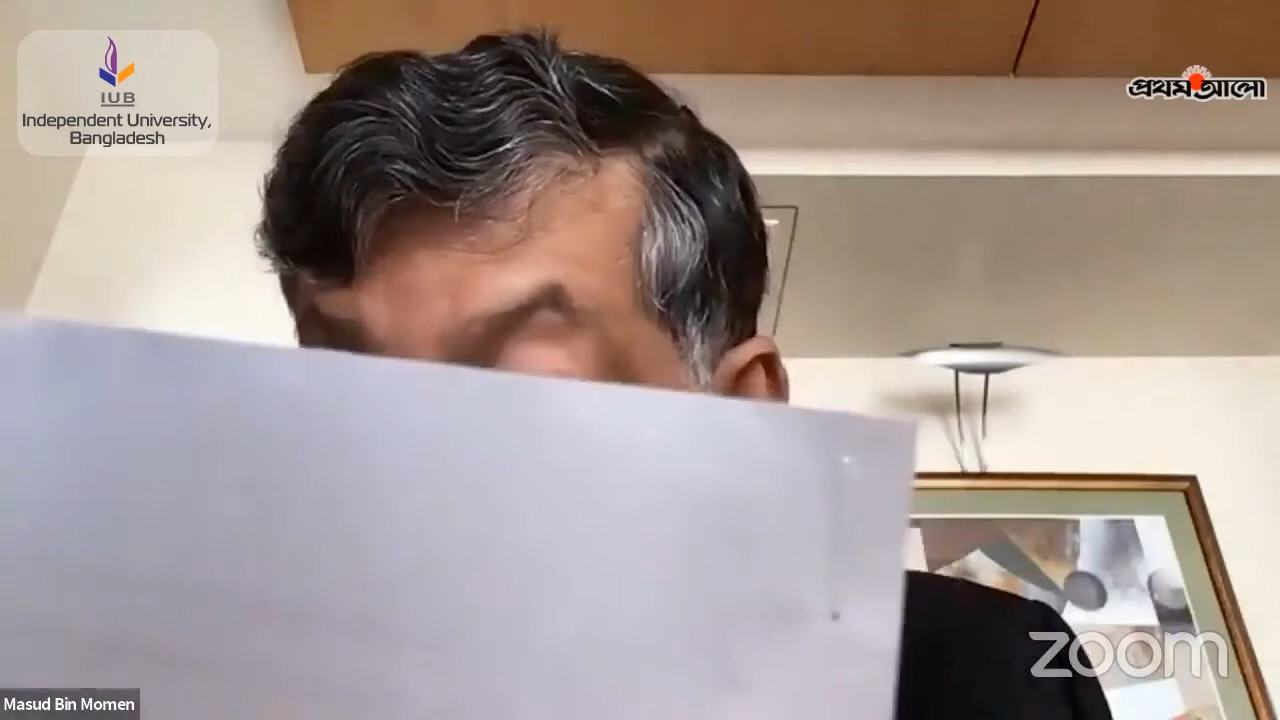 IUB
Independent University,
Bangladesh
প্রথম আলো
Masud Bin Momen
zoom